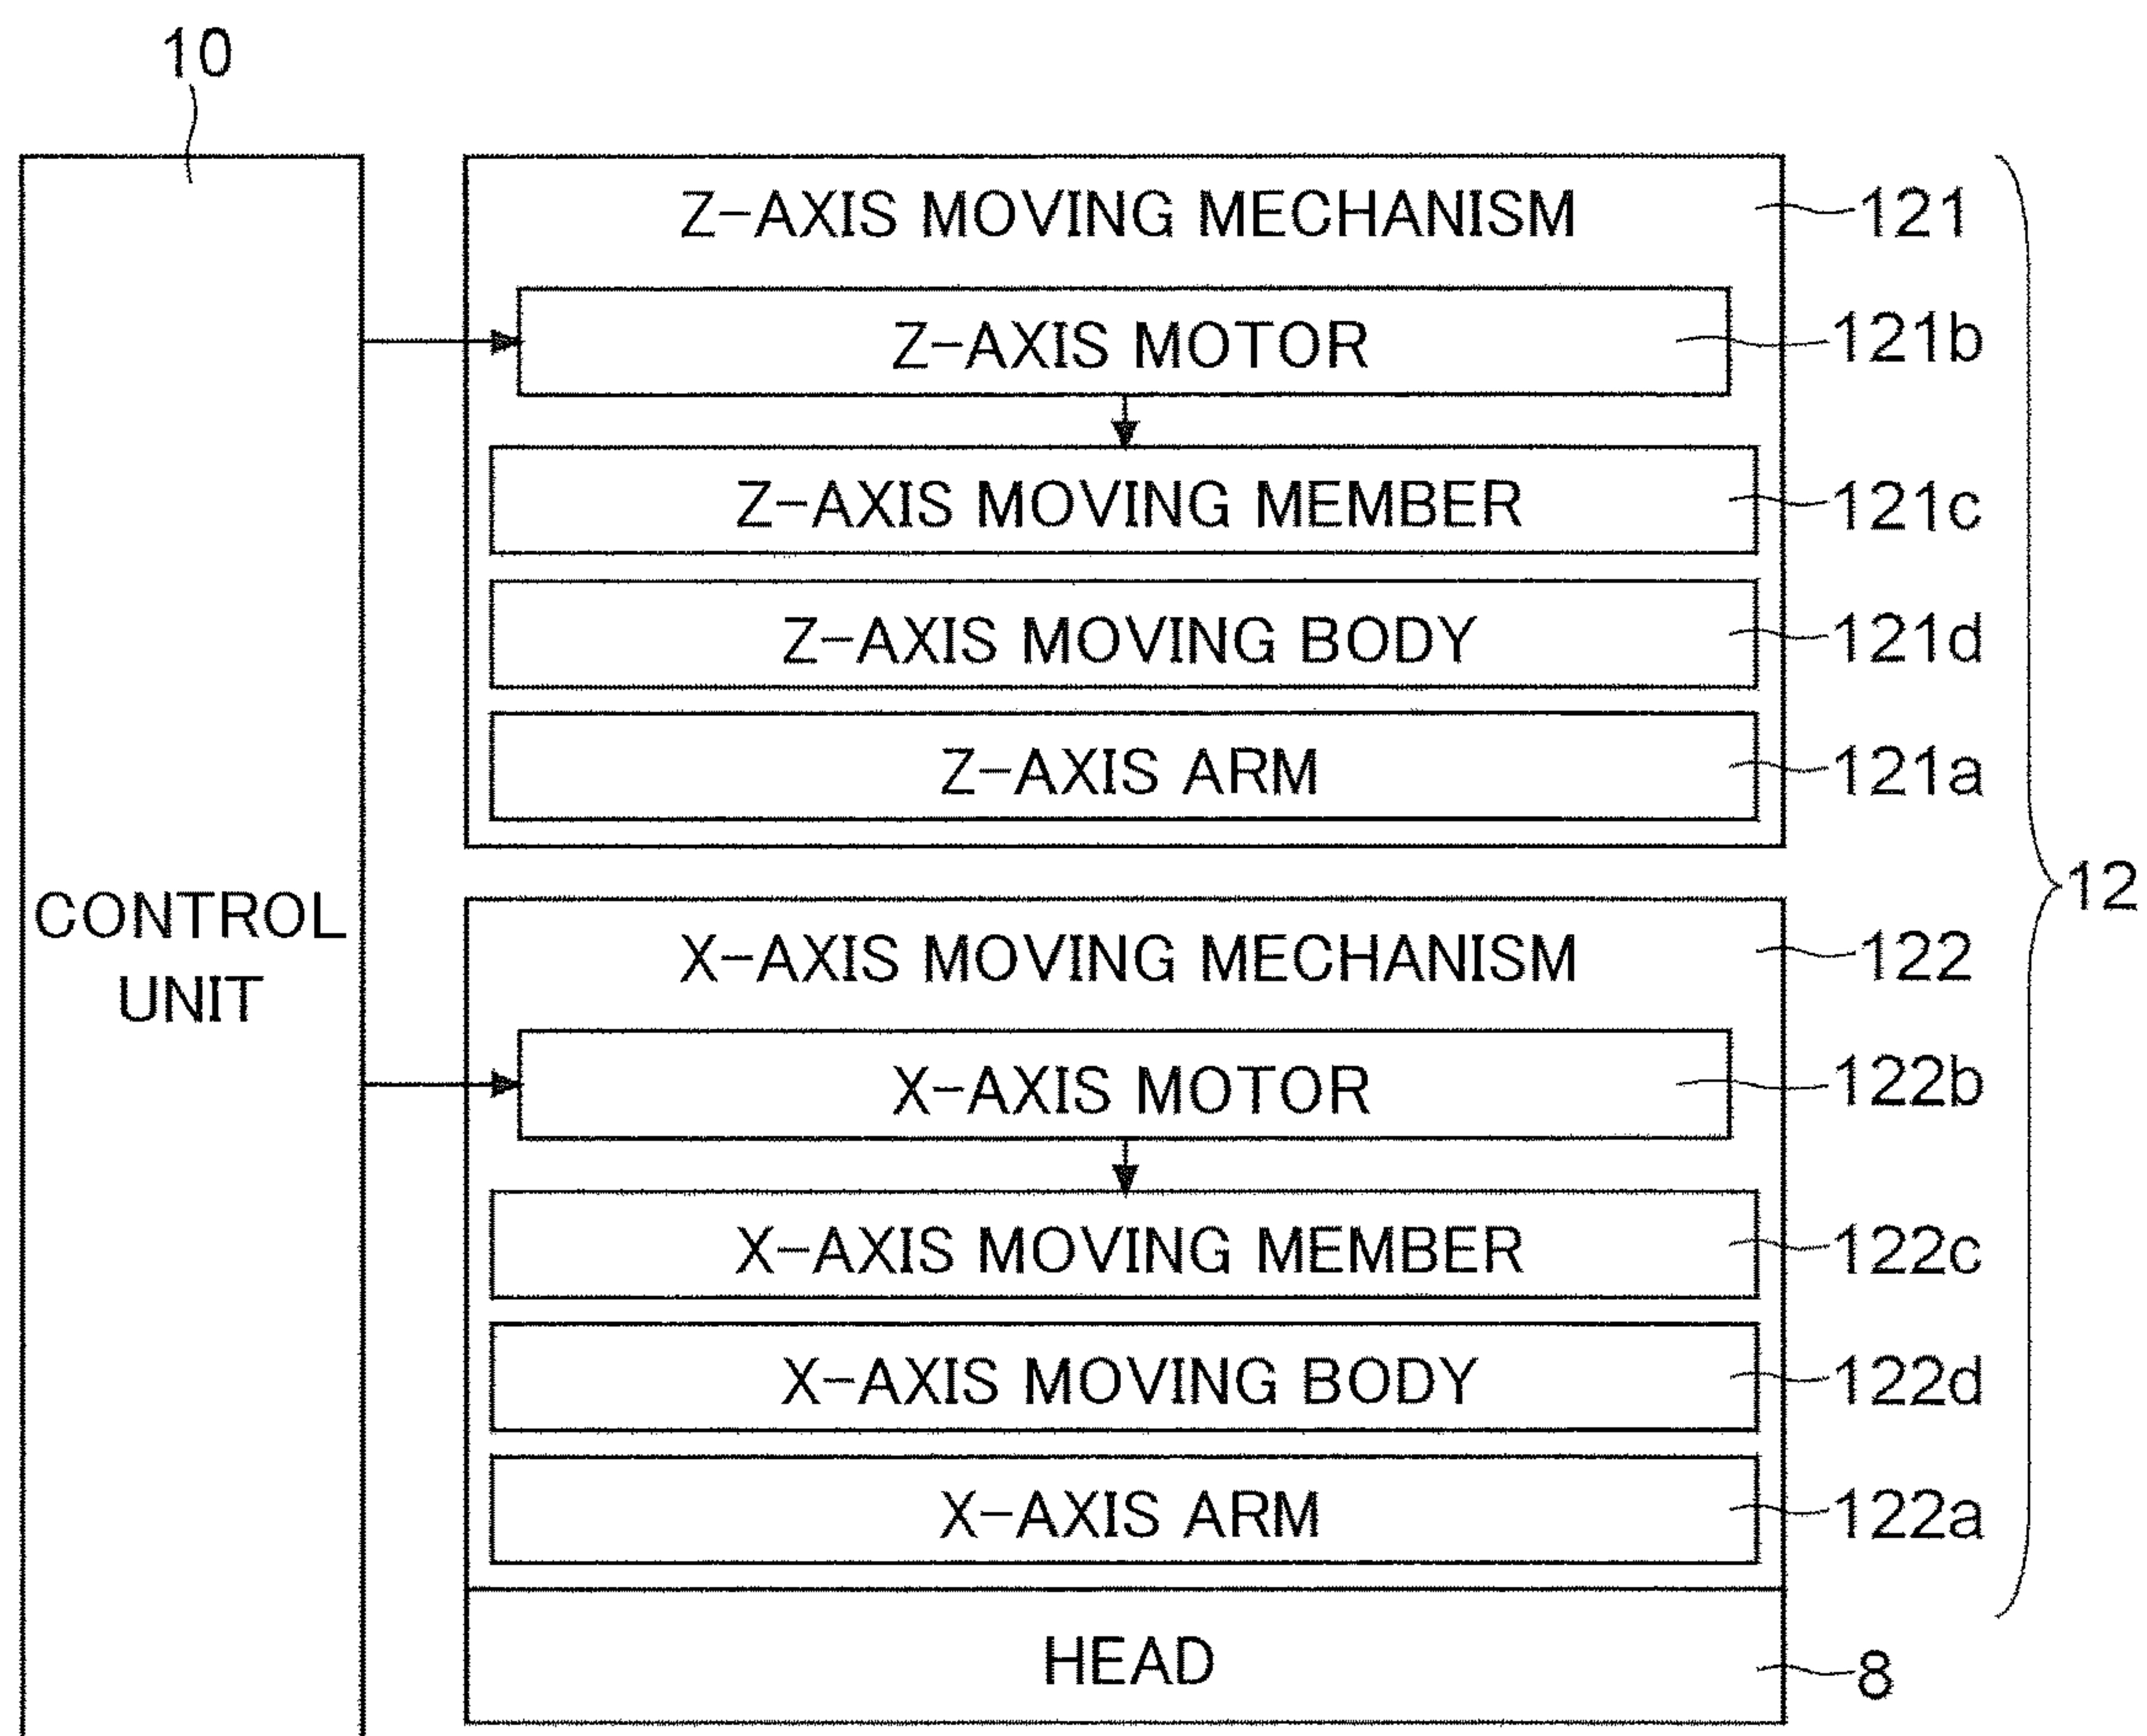 10
Z-AXIS MOVING MECHANISM
121
Z-AXIS MOTOR
121b
Z-AXIS MOVING MEMBER
121c
Z-AXIS MOVING BODY
121d
Z-AXIS ARM
121a
12
CONTROL
UNIT
X-AXIS MOVING MECHANISM
122
X-AXIS MOTOR
122b
X-AXIS MOVING MEMBER
122c
X-AXIS MOVING BODY
122d
X-AXIS ARM
122a
HEAD
8